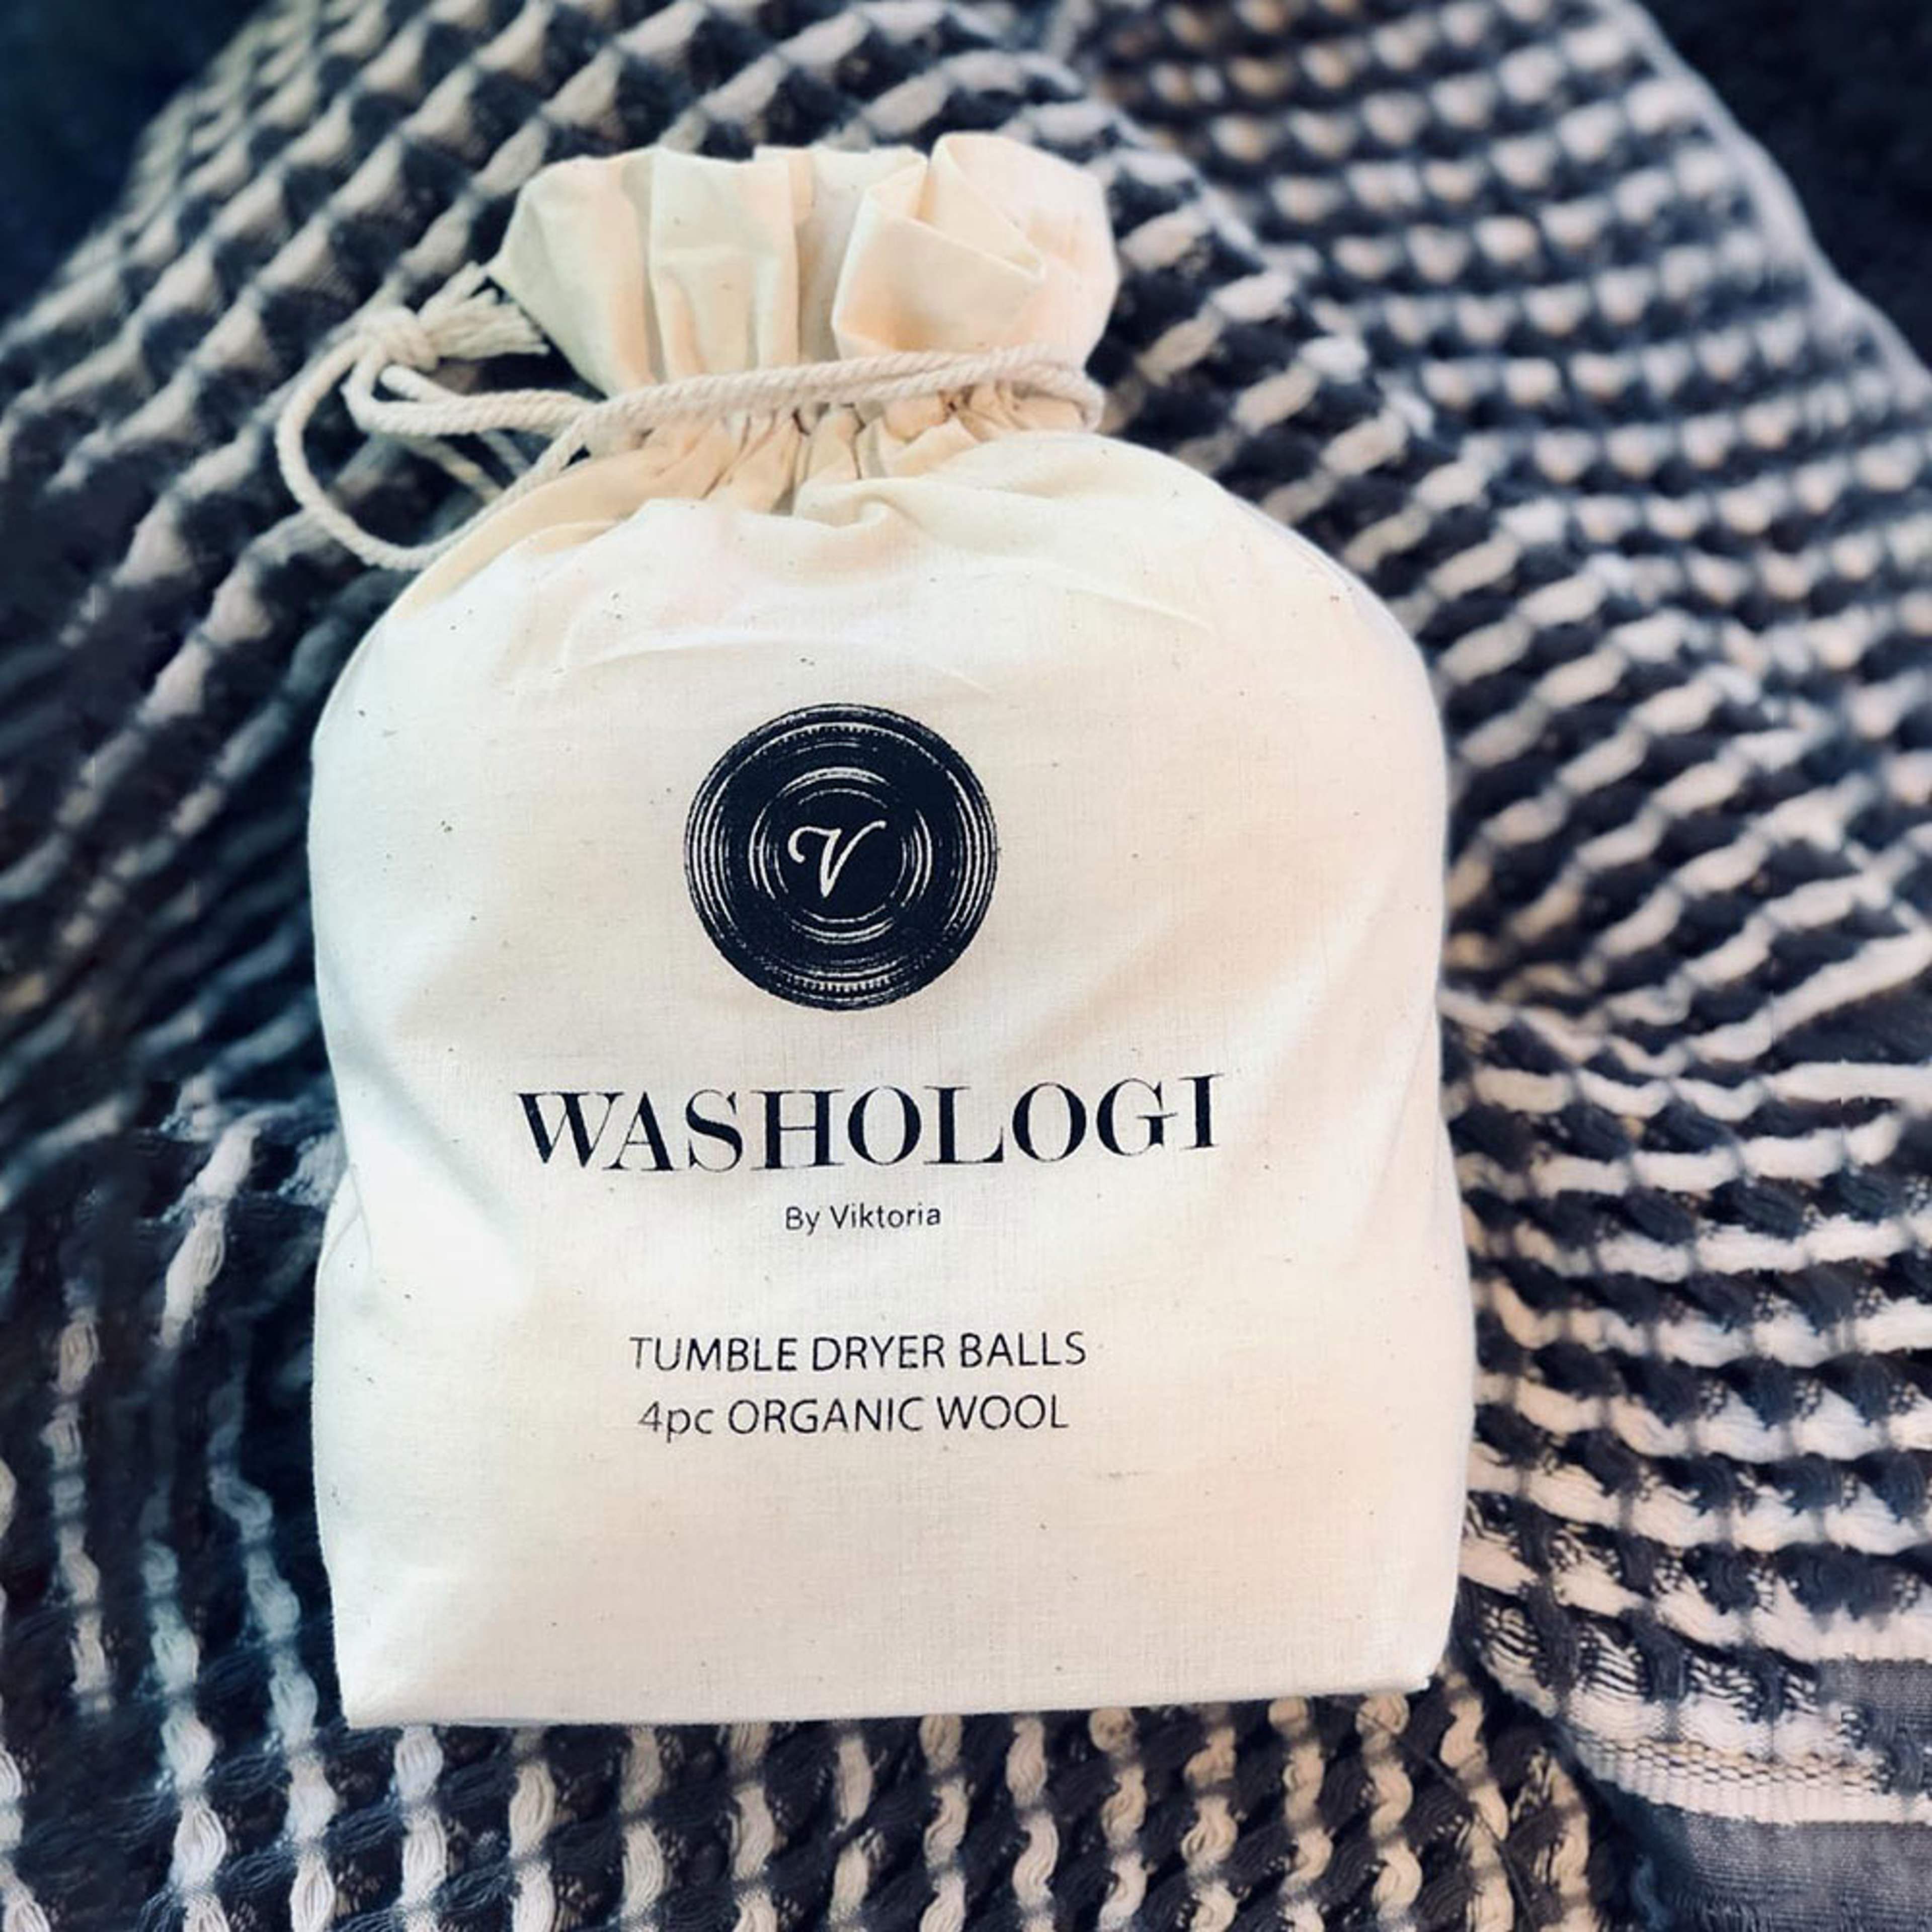 V
WASHOLOGI
By Viktoria
TUMBLE DRYER BALLS
4pc ORGANIC WOOL